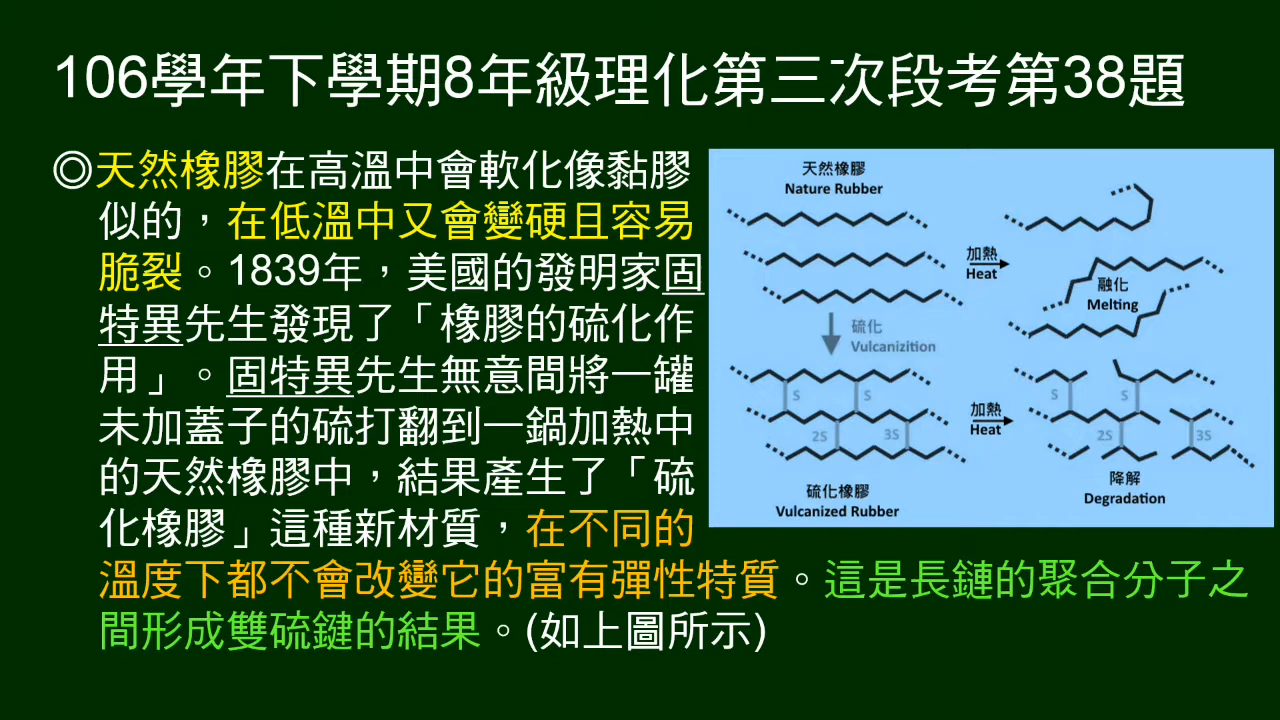 106學年下學期8年級理化第三次段考第38題
◎天然橡膠在高溫中會軟化像黏膠
似的，在低溫中又會變硬且容易
脆裂。1839年，美國的發明家固
特異先生發現了「橡膠的硫化作
用」。固特異先生無意間將一罐
未加蓋子的硫打翻到一鍋加熱中
的天然橡膠中，結果產生了「硫
化橡膠」這種新材質，在不同的
溫度下都不會改變它的富有彈性特質。這是長鏈的聚合分子之
間形成雙硫鍵的結果。(如上圖所示)
天然橡膠
Nature Rubber
加熱
Heat
融化
Melting
硫化
Vulcanizition
S S
2S 3S
加熱
Heat
S S
2S 3S
硫化橡膠
Vulcanized Rubber
降解
Degradation